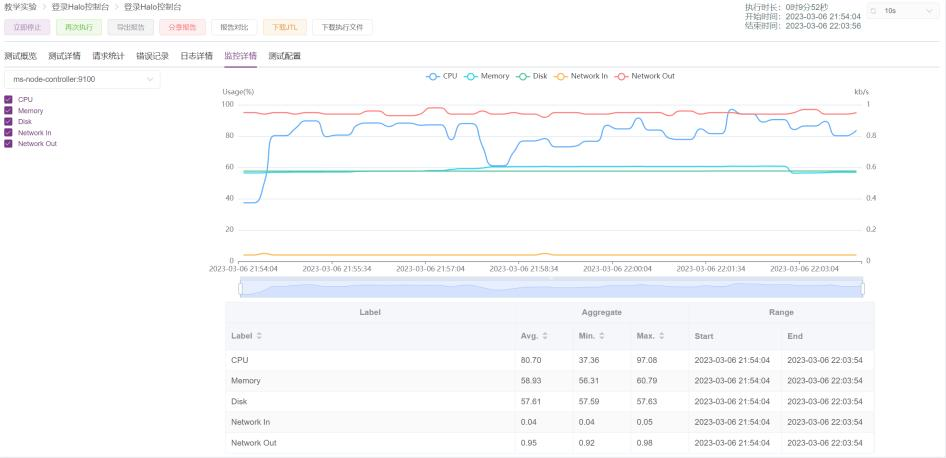 教学实验 > 登录Halo控制台 > 登录Halo控制台
执行时长：0时9分52秒
开始时间：2023-03-06 21:54:04
结束时间：2023-03-06 22:03:56
10s
立即停止 再次执行 导出报告 分享报告 报告对比 下载JTL 下载执行文件
测试概览 测试详情 请求统计 错误记录 日志详情 监控详情 测试配置
ms-node-controller:9100
CPU
Memory
Disk
Network In
Network Out
CPU Memory Disk Network In Network Out
Usage(%) kb/s
100 1
80 0.8
60 0.6
40 0.4
20 0.2
0 0
2023-03-06 21:54:04 2023-03-06 21:55:34 2023-03-06 21:57:04 2023-03-06 21:58:34 2023-03-06 22:00:04 2023-03-06 22:01:34 2023-03-06 22:03:04
Label Aggregate Range
Label Avg. Min. Max. Start End
CPU 80.70 37.36 97.08 2023-03-06 21:54:04 2023-03-06 22:03:54
Memory 58.93 56.31 60.79 2023-03-06 21:54:04 2023-03-06 22:03:54
Disk 57.61 57.59 57.63 2023-03-06 21:54:04 2023-03-06 22:03:54
Network In 0.04 0.04 0.05 2023-03-06 21:54:04 2023-03-06 22:03:54
Network Out 0.95 0.92 0.98 2023-03-06 21:54:04 2023-03-06 22:03:54